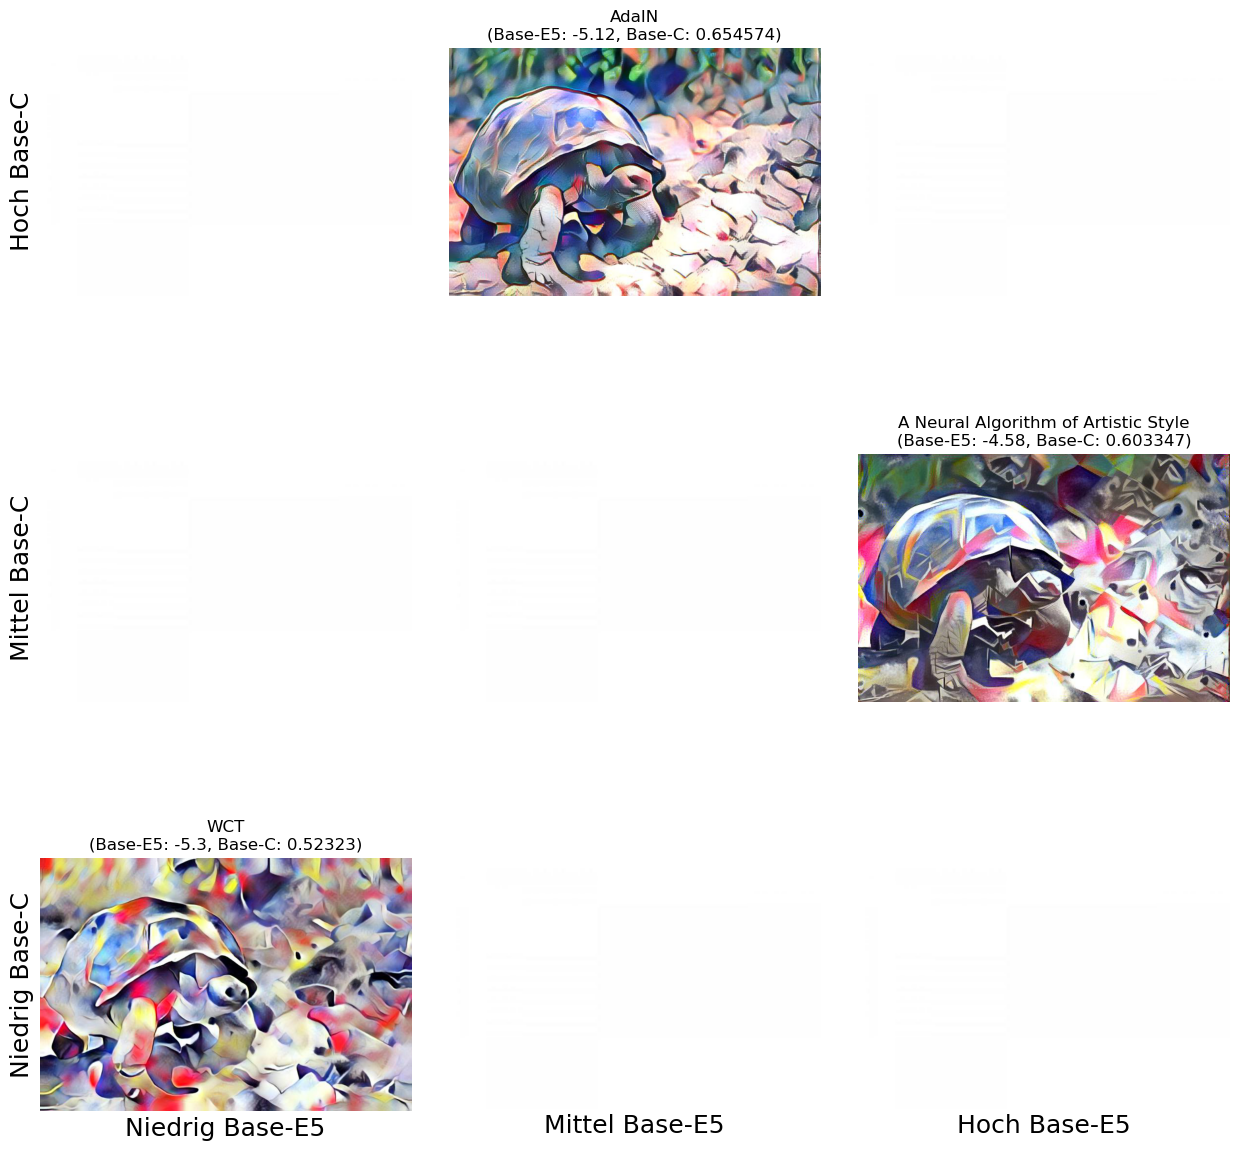 AdaIN
(Base-E5: -5.12, Base-C: 0.654574)
Hoch Base-C
A Neural Algorithm of Artistic Style
(Base-E5: -4.58, Base-C: 0.603347)
Mittel Base-C
WCT
(Base-E5: -5.3, Base-C: 0.52323)
Niedrig Base-C
Niedrig Base-E5
Mittel Base-E5
Hoch Base-E5